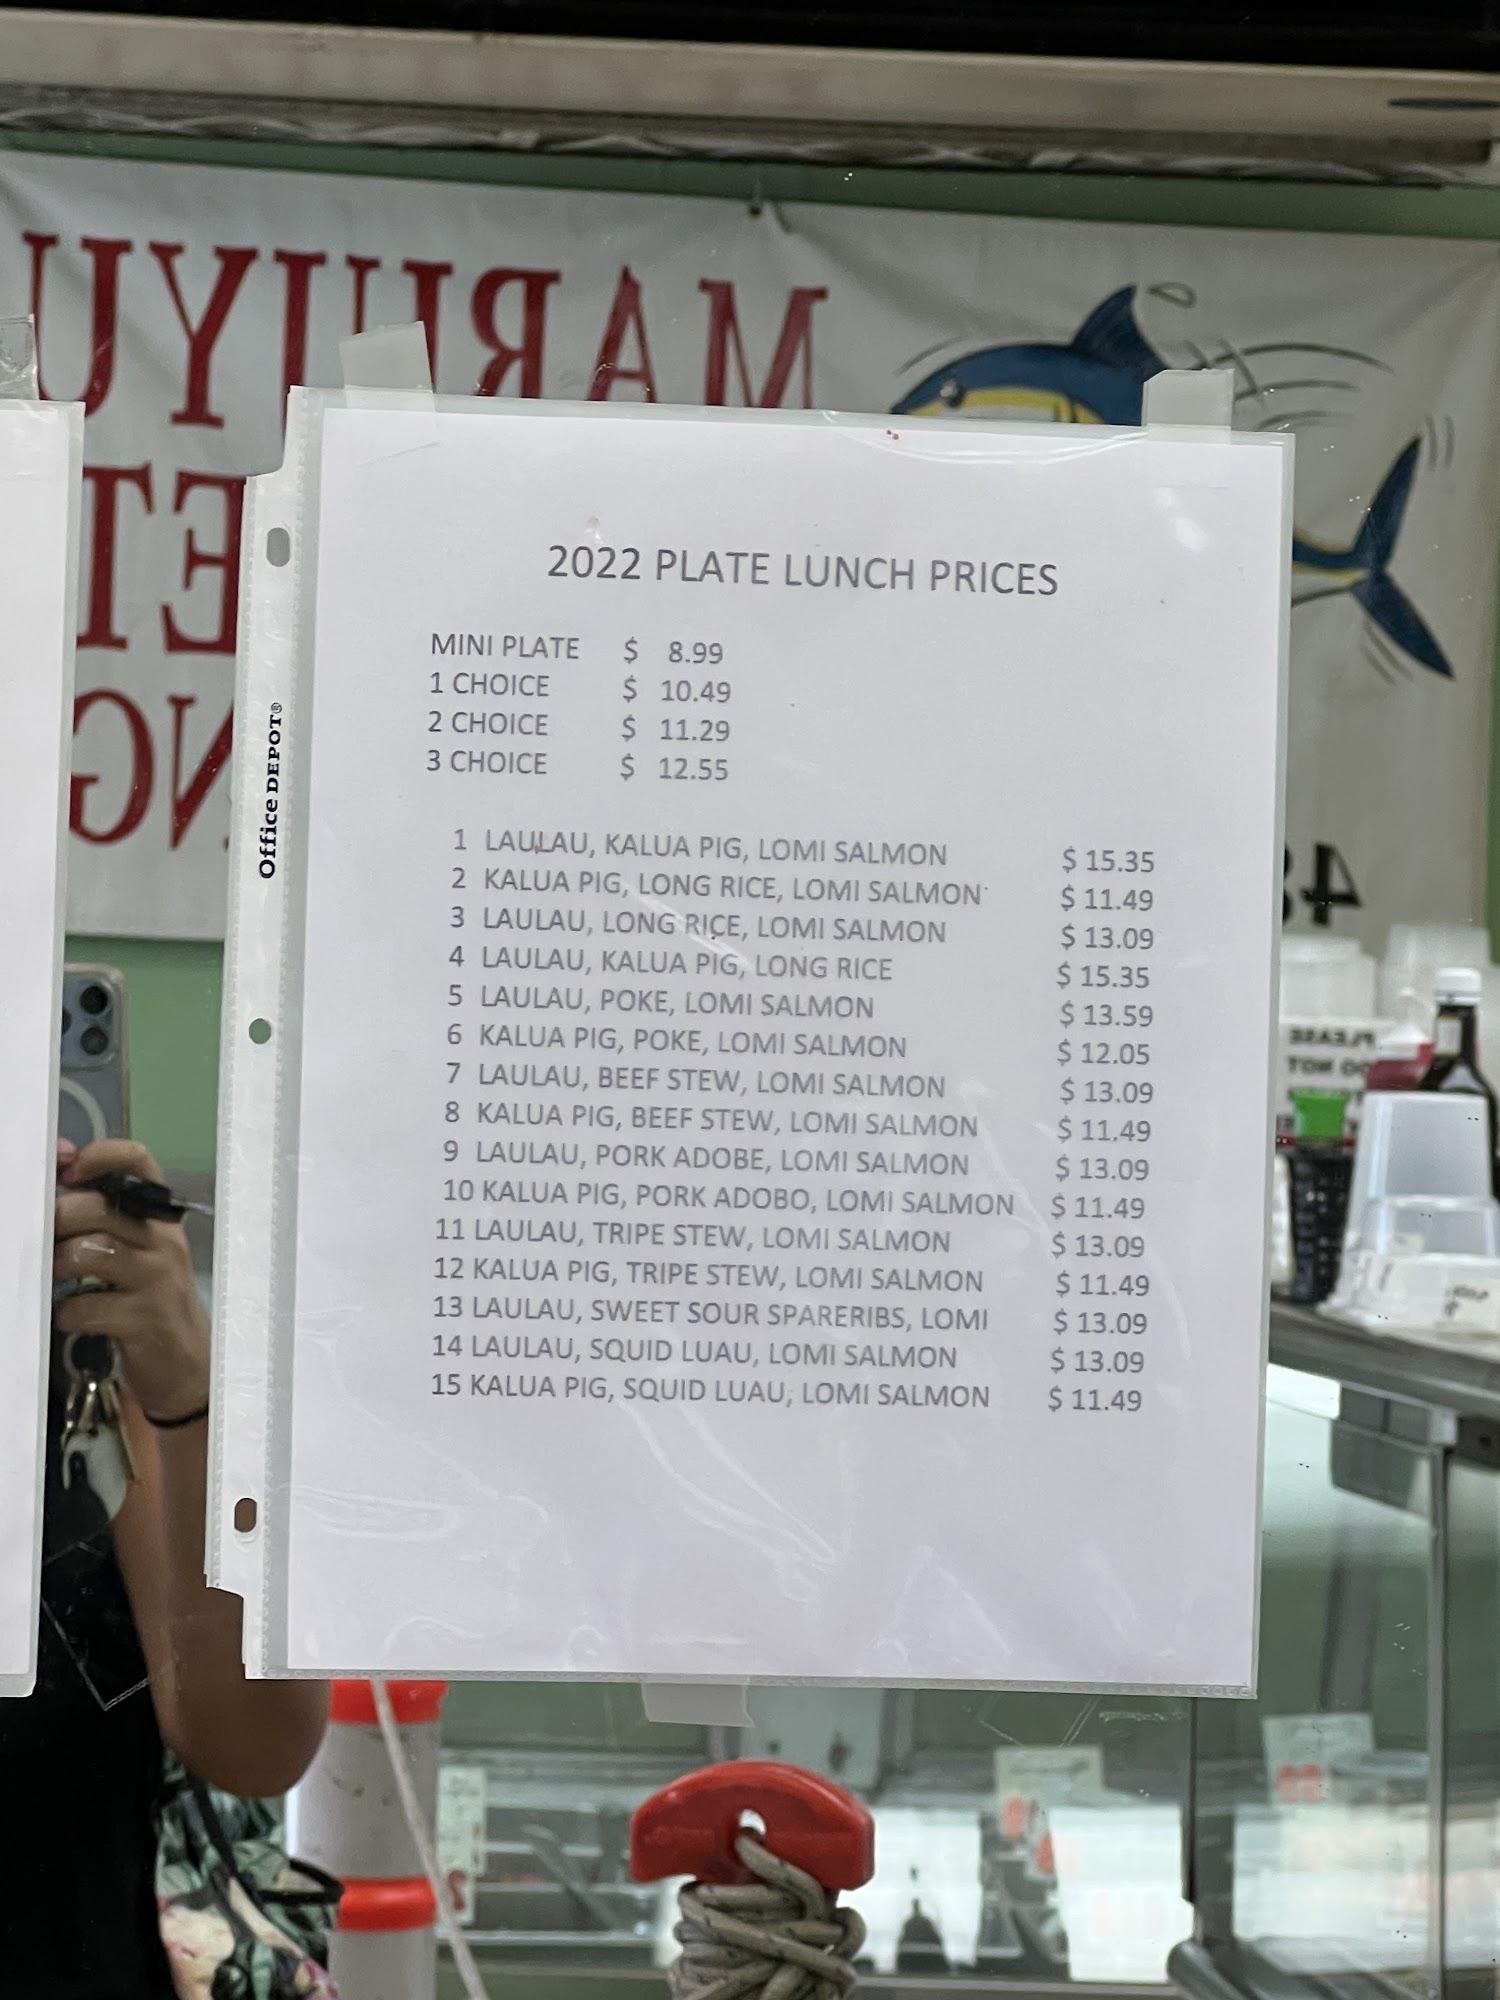 MARUJYU
ET
NG
48
PLEASE
DO NOT
Office DEPOT®
2022 PLATE LUNCH PRICES
MINI PLATE $ 8.99
1 CHOICE $ 10.49
2 CHOICE $ 11.29
3 CHOICE $ 12.55
1 LAULAU, KALUA PIG, LOMI SALMON $ 15.35
2 KALUA PIG, LONG RICE, LOMI SALMON $ 11.49
3 LAULAU, LONG RICE, LOMI SALMON $ 13.09
4 LAULAU, KALUA PIG, LONG RICE $ 15.35
5 LAULAU, POKE, LOMI SALMON $ 13.59
6 KALUA PIG, POKE, LOMI SALMON $ 12.05
7 LAULAU, BEEF STEW, LOMI SALMON $ 13.09
8 KALUA PIG, BEEF STEW, LOMI SALMON $ 11.49
9 LAULAU, PORK ADOBE, LOMI SALMON $ 13.09
10 KALUA PIG, PORK ADOBO, LOMI SALMON $ 11.49
11 LAULAU, TRIPE STEW, LOMI SALMON $ 13.09
12 KALUA PIG, TRIPE STEW, LOMI SALMON $ 11.49
13 LAULAU, SWEET SOUR SPARERIBS, LOMI $ 13.09
14 LAULAU, SQUID LUAU, LOMI SALMON $ 13.09
15 KALUA PIG, SQUID LUAU, LOMI SALMON $ 11.49